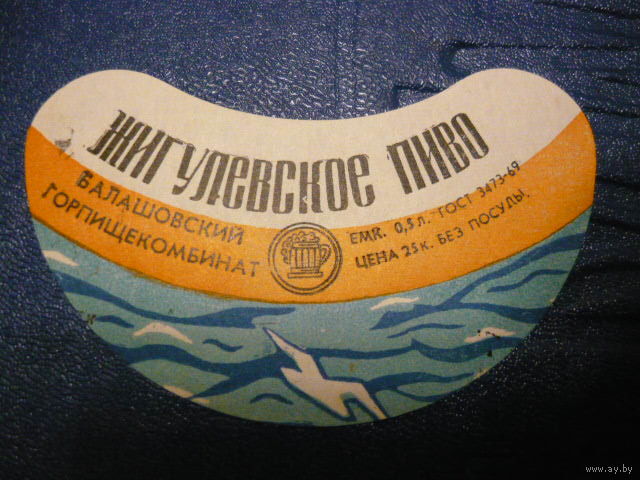 ЖИГУЛЕВСКОЕ ПИВО
БАЛАШОВСКИЙ
ГОРПИЩЕКОМБИНАТ
ЕМК. 0,5 л. ГОСТ 3473-69
ЦЕНА 25 К. БЕЗ ПОСУДЫ.
www.ay.by